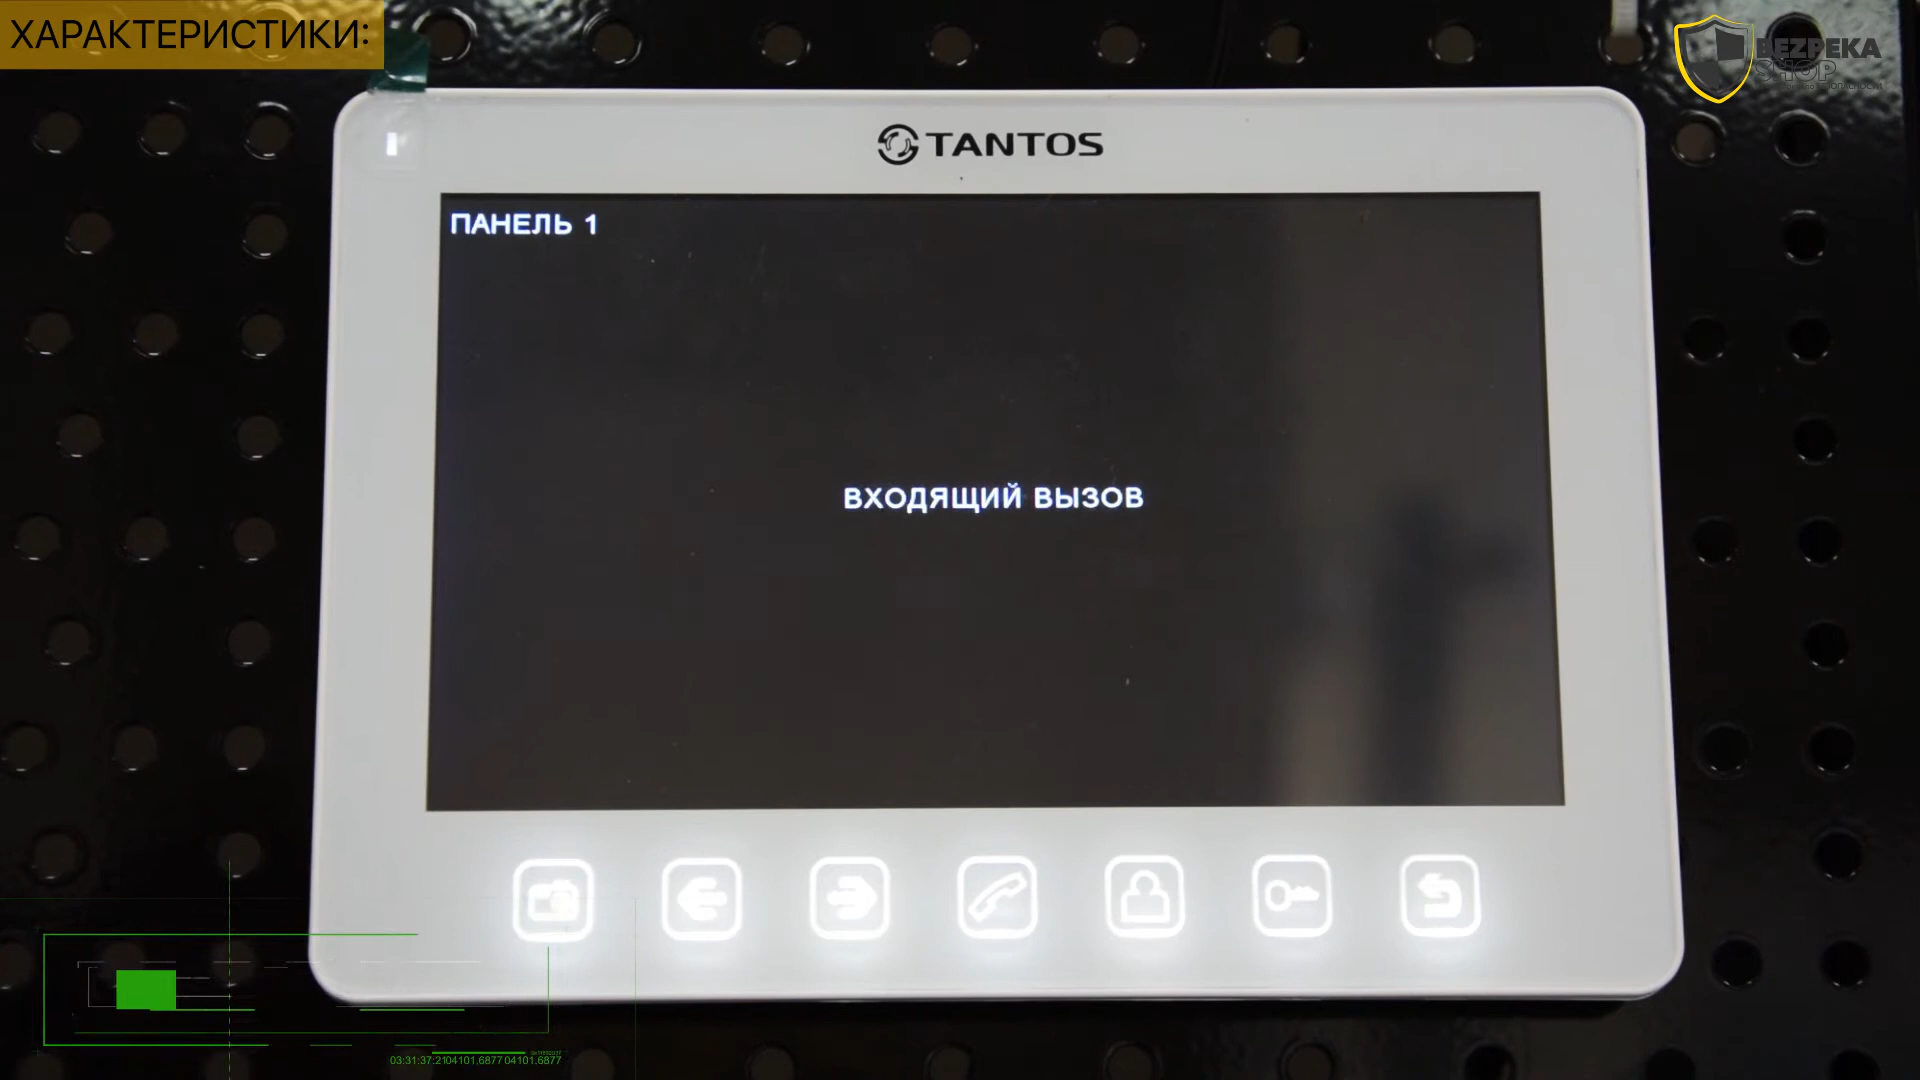 ХАРАКТЕРИСТИКИ:
BEZPEKA
SHOP
TANTOS
ПАНЕЛЬ 1
ВХОДЯЩИЙ ВЫЗОВ